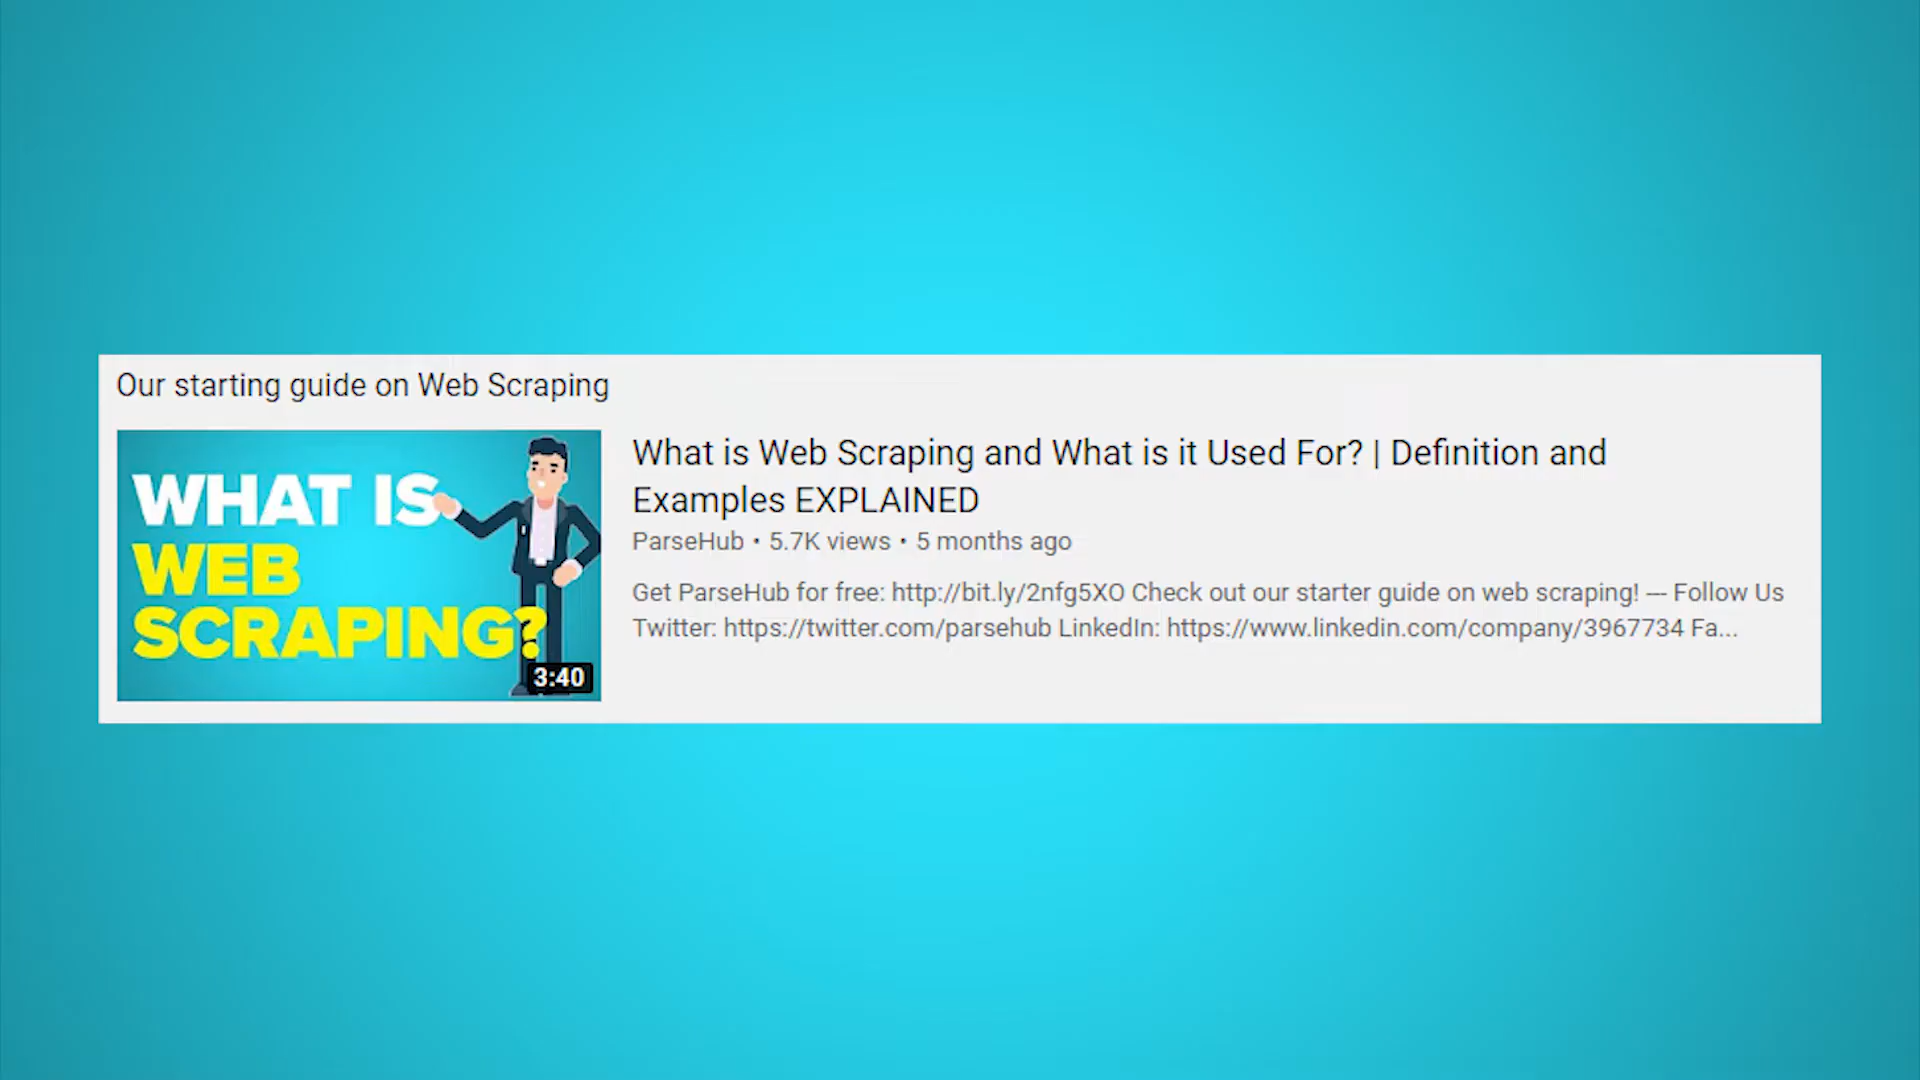 Our starting guide on Web Scraping
WHAT IS
WEB
SCRAPING?
3:40
What is Web Scraping and What is it Used For? | Definition and
Examples EXPLAINED
ParseHub • 5.7K views • 5 months ago
Get ParseHub for free: http://bit.ly/2nfg5XO Check out our starter guide on web scraping! --- Follow Us
Twitter: https://twitter.com/parsehub LinkedIn: https://www.linkedin.com/company/3967734 Fa...